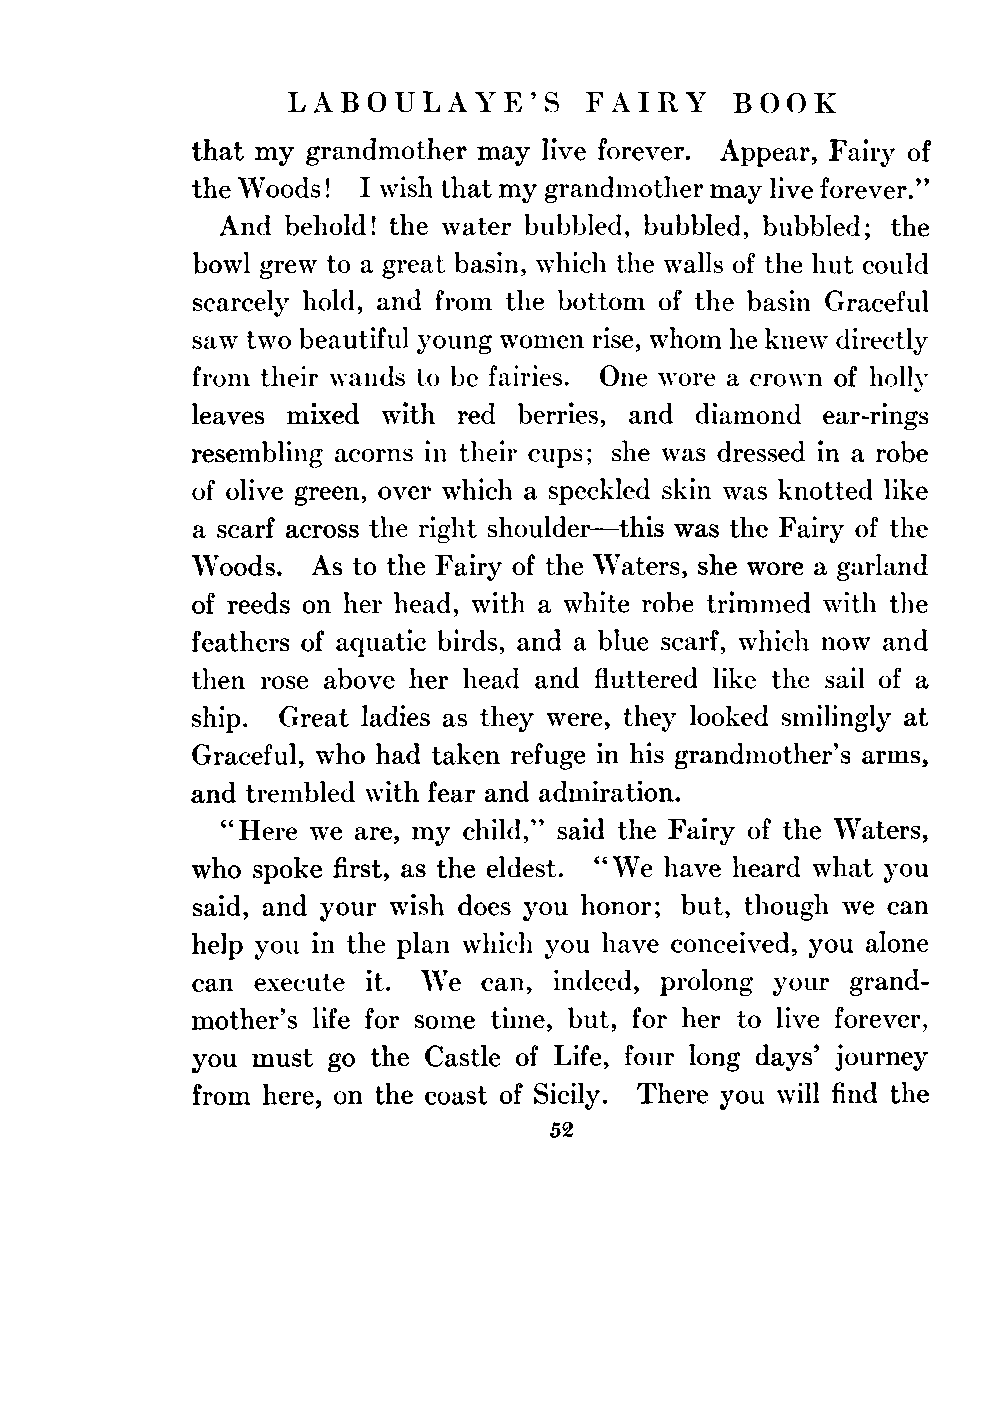 LABOULAYE'S FAIRY BOOK
that my grandmother may live forever. Appear, Fairy of
the Woods! I wish that my grandmother may live forever."
And behold! the water bubbled, bubbled, bubbled; the
bowl grew to a great basin, which the walls of the hut could
scarcely hold, and from the bottom of the basin Graceful
saw two beautiful young women rise, whom he knew directly
from their wands to be fairies. One wore a crown of holly
leaves mixed with red berries, and diamond ear-rings
resembling acorns in their cups; she was dressed in a robe
of olive green, over which a speckled skin was knotted like
a scarf across the right shoulder—this was the Fairy of the
Woods. As to the Fairy of the Waters, she wore a garland
of reeds on her head, with a white robe trimmed with the
feathers of aquatic birds, and a blue scarf, which now and
then rose above her head and fluttered like the sail of a
ship. Great ladies as they were, they looked smilingly at
Graceful, who had taken refuge in his grandmother's arms,
and trembled with fear and admiration.
"Here we are, my child," said the Fairy of the Waters,
who spoke first, as the eldest. "We have heard what you
said, and your wish does you honor; but, though we can
help you in the plan which you have conceived, you alone
can execute it. We can, indeed, prolong your grand-
mother's life for some time, but, for her to live forever,
you must go the Castle of Life, four long days' journey
from here, on the coast of Sicily. There you will find the
52